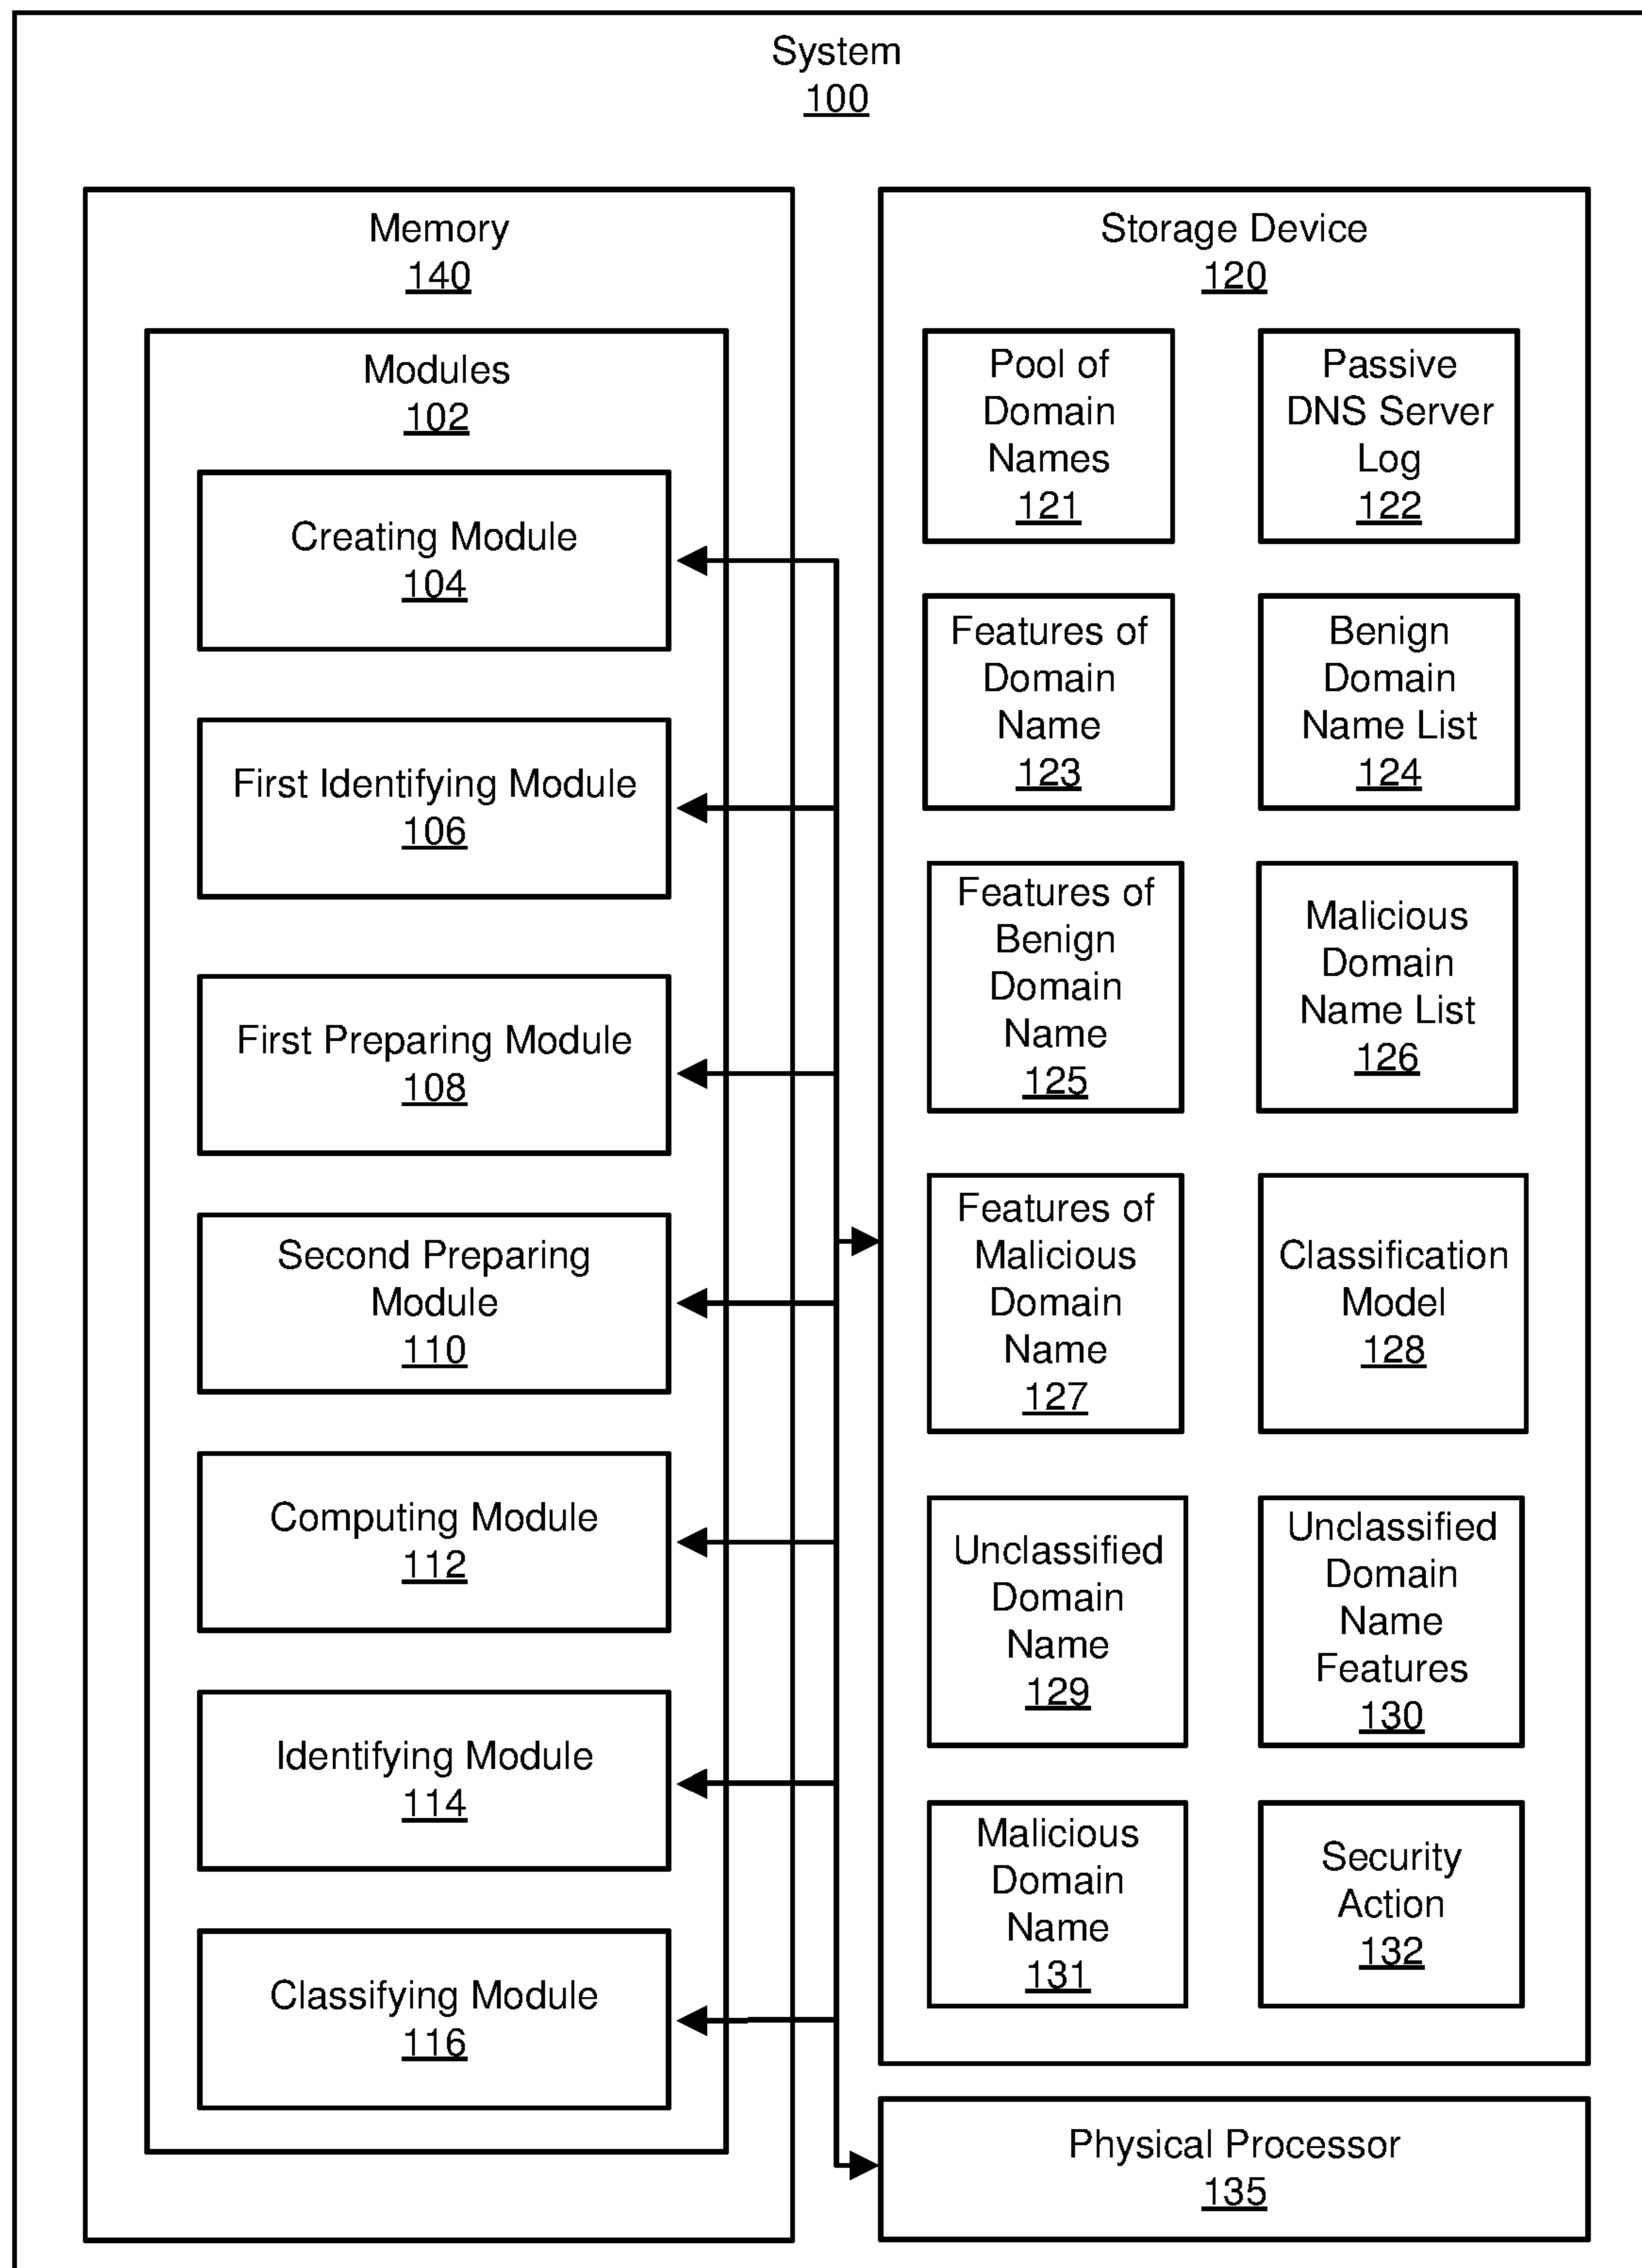 System
100
Memory
140
Modules
102
Creating Module
104
First Identifying Module
106
First Preparing Module
108
Second Preparing
Module
110
Computing Module
112
Identifying Module
114
Classifying Module
116
Storage Device
120
Pool of
Domain
Names
121
Passive
DNS Server
Log
122
Features of
Domain
Name
123
Benign
Domain
Name List
124
Features of
Benign
Domain
Name
125
Malicious
Domain
Name List
126
Features of
Malicious
Domain
Name
127
Classification
Model
128
Unclassified
Domain
Name
129
Unclassified
Domain
Name
Features
130
Malicious
Domain
Name
131
Security
Action
132
Physical Processor
135